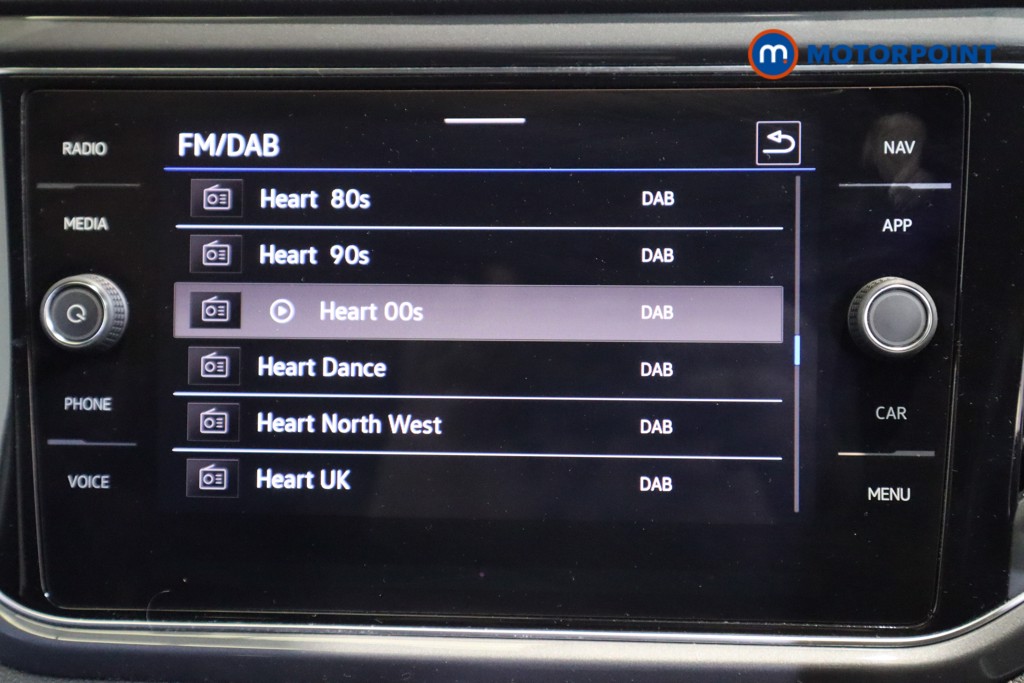 m MOTORPOINT
RADIO
MEDIA
PHONE
VOICE
FM/DAB
Heart 80s DAB
Heart 90s DAB
Heart 00s DAB
Heart Dance DAB
Heart North West DAB
Heart UK DAB
NAV
APP
CAR
MENU